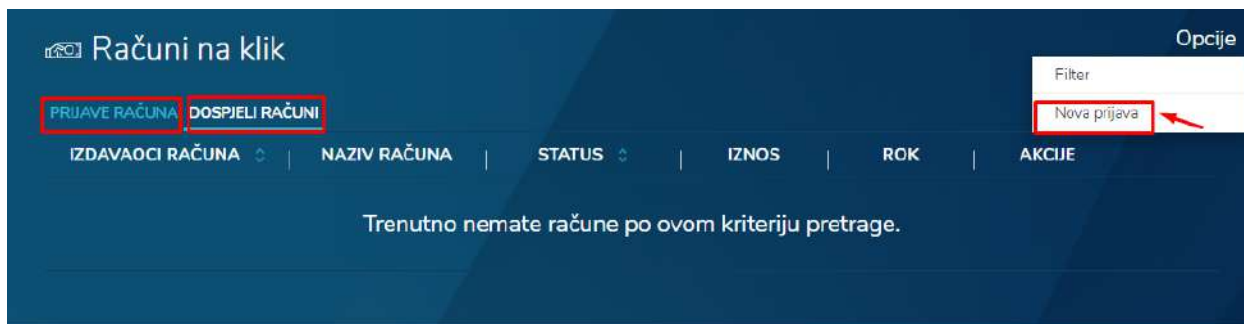 Računi na klik
Opcije
Filter
Nova prijava
PRIJAVE RAČUNA DOSPJELI RAČUNI
IZDAVAOCI RAČUNA | NAZIV RAČUNA | STATUS | IZNOS | ROK | AKCIJE
Trenutno nemate račune po ovom kriteriju pretrage.